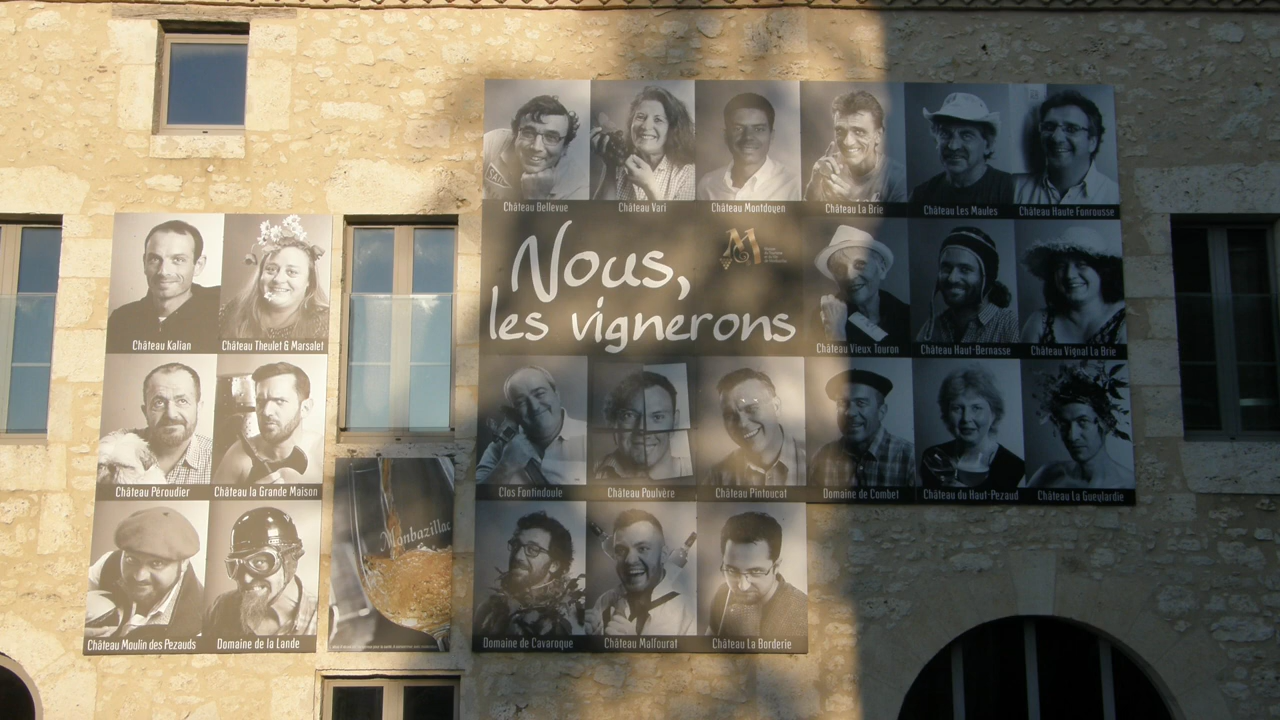 Château Bellevue
Château Vari
Château Montdoyen
Château La Brie
Château Les Maules
Château Haute Fonrousse
Nous,
les vignerons
M
Château Vieux Touron
Château Haut-Bernasse
Château Vignal La Brie
Château Kalian
Château Theulet & Marsalet
Château Péroudier
Château la Grande Maison
Clos Fontindoule
Château Poulvère
Château Pintoucat
Domaine de Combet
Château du Haut-Pezaud
Château La Gueylardie
Monbazillac
Château Moulin des Pezauds
Domaine de la Lande
Domaine de Cavaroque
Château Malfourat
Château La Borderie